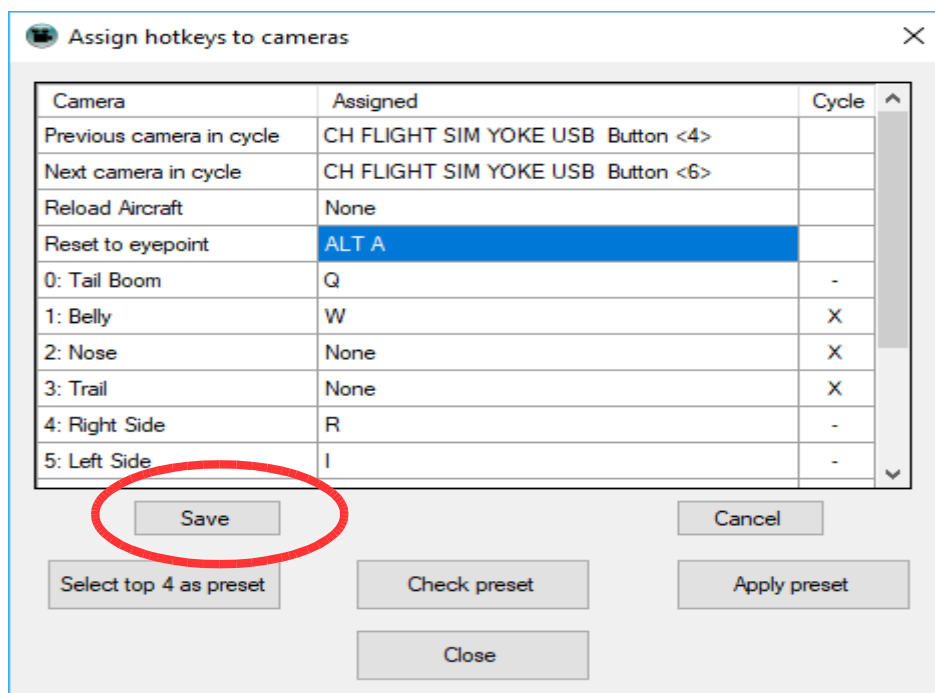 Assign hotkeys to cameras
Camera Assigned Cycle
Previous camera in cycle CH FLIGHT SIM YOKE USB Button <4>
Next camera in cycle CH FLIGHT SIM YOKE USB Button <6>
Reload Aircraft None
Reset to eyepoint ALT A
0: Tail Boom Q -
1: Belly W X
2: Nose None X
3: Trail None X
4: Right Side R -
5: Left Side I -
Save Cancel
Select top 4 as preset Check preset Apply preset
Close